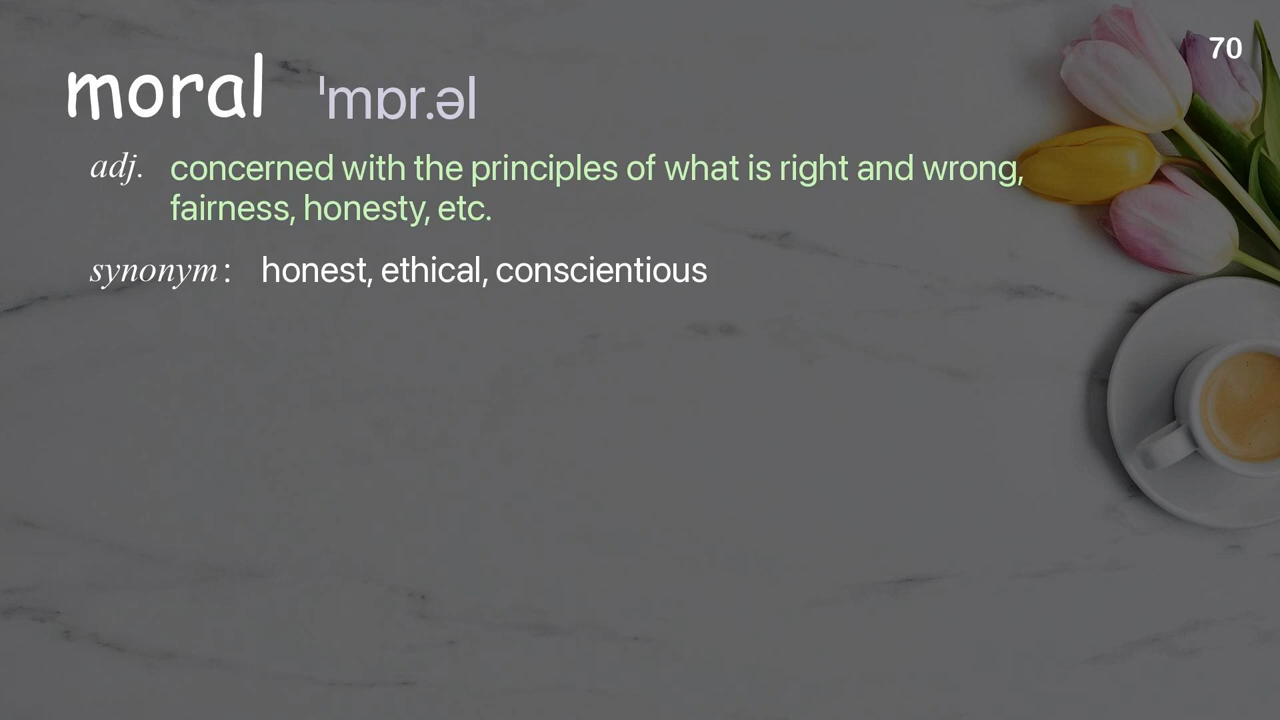 70
moral ˈmɒr.əl
adj. concerned with the principles of what is right and wrong,
fairness, honesty, etc.
synonym: honest, ethical, conscientious